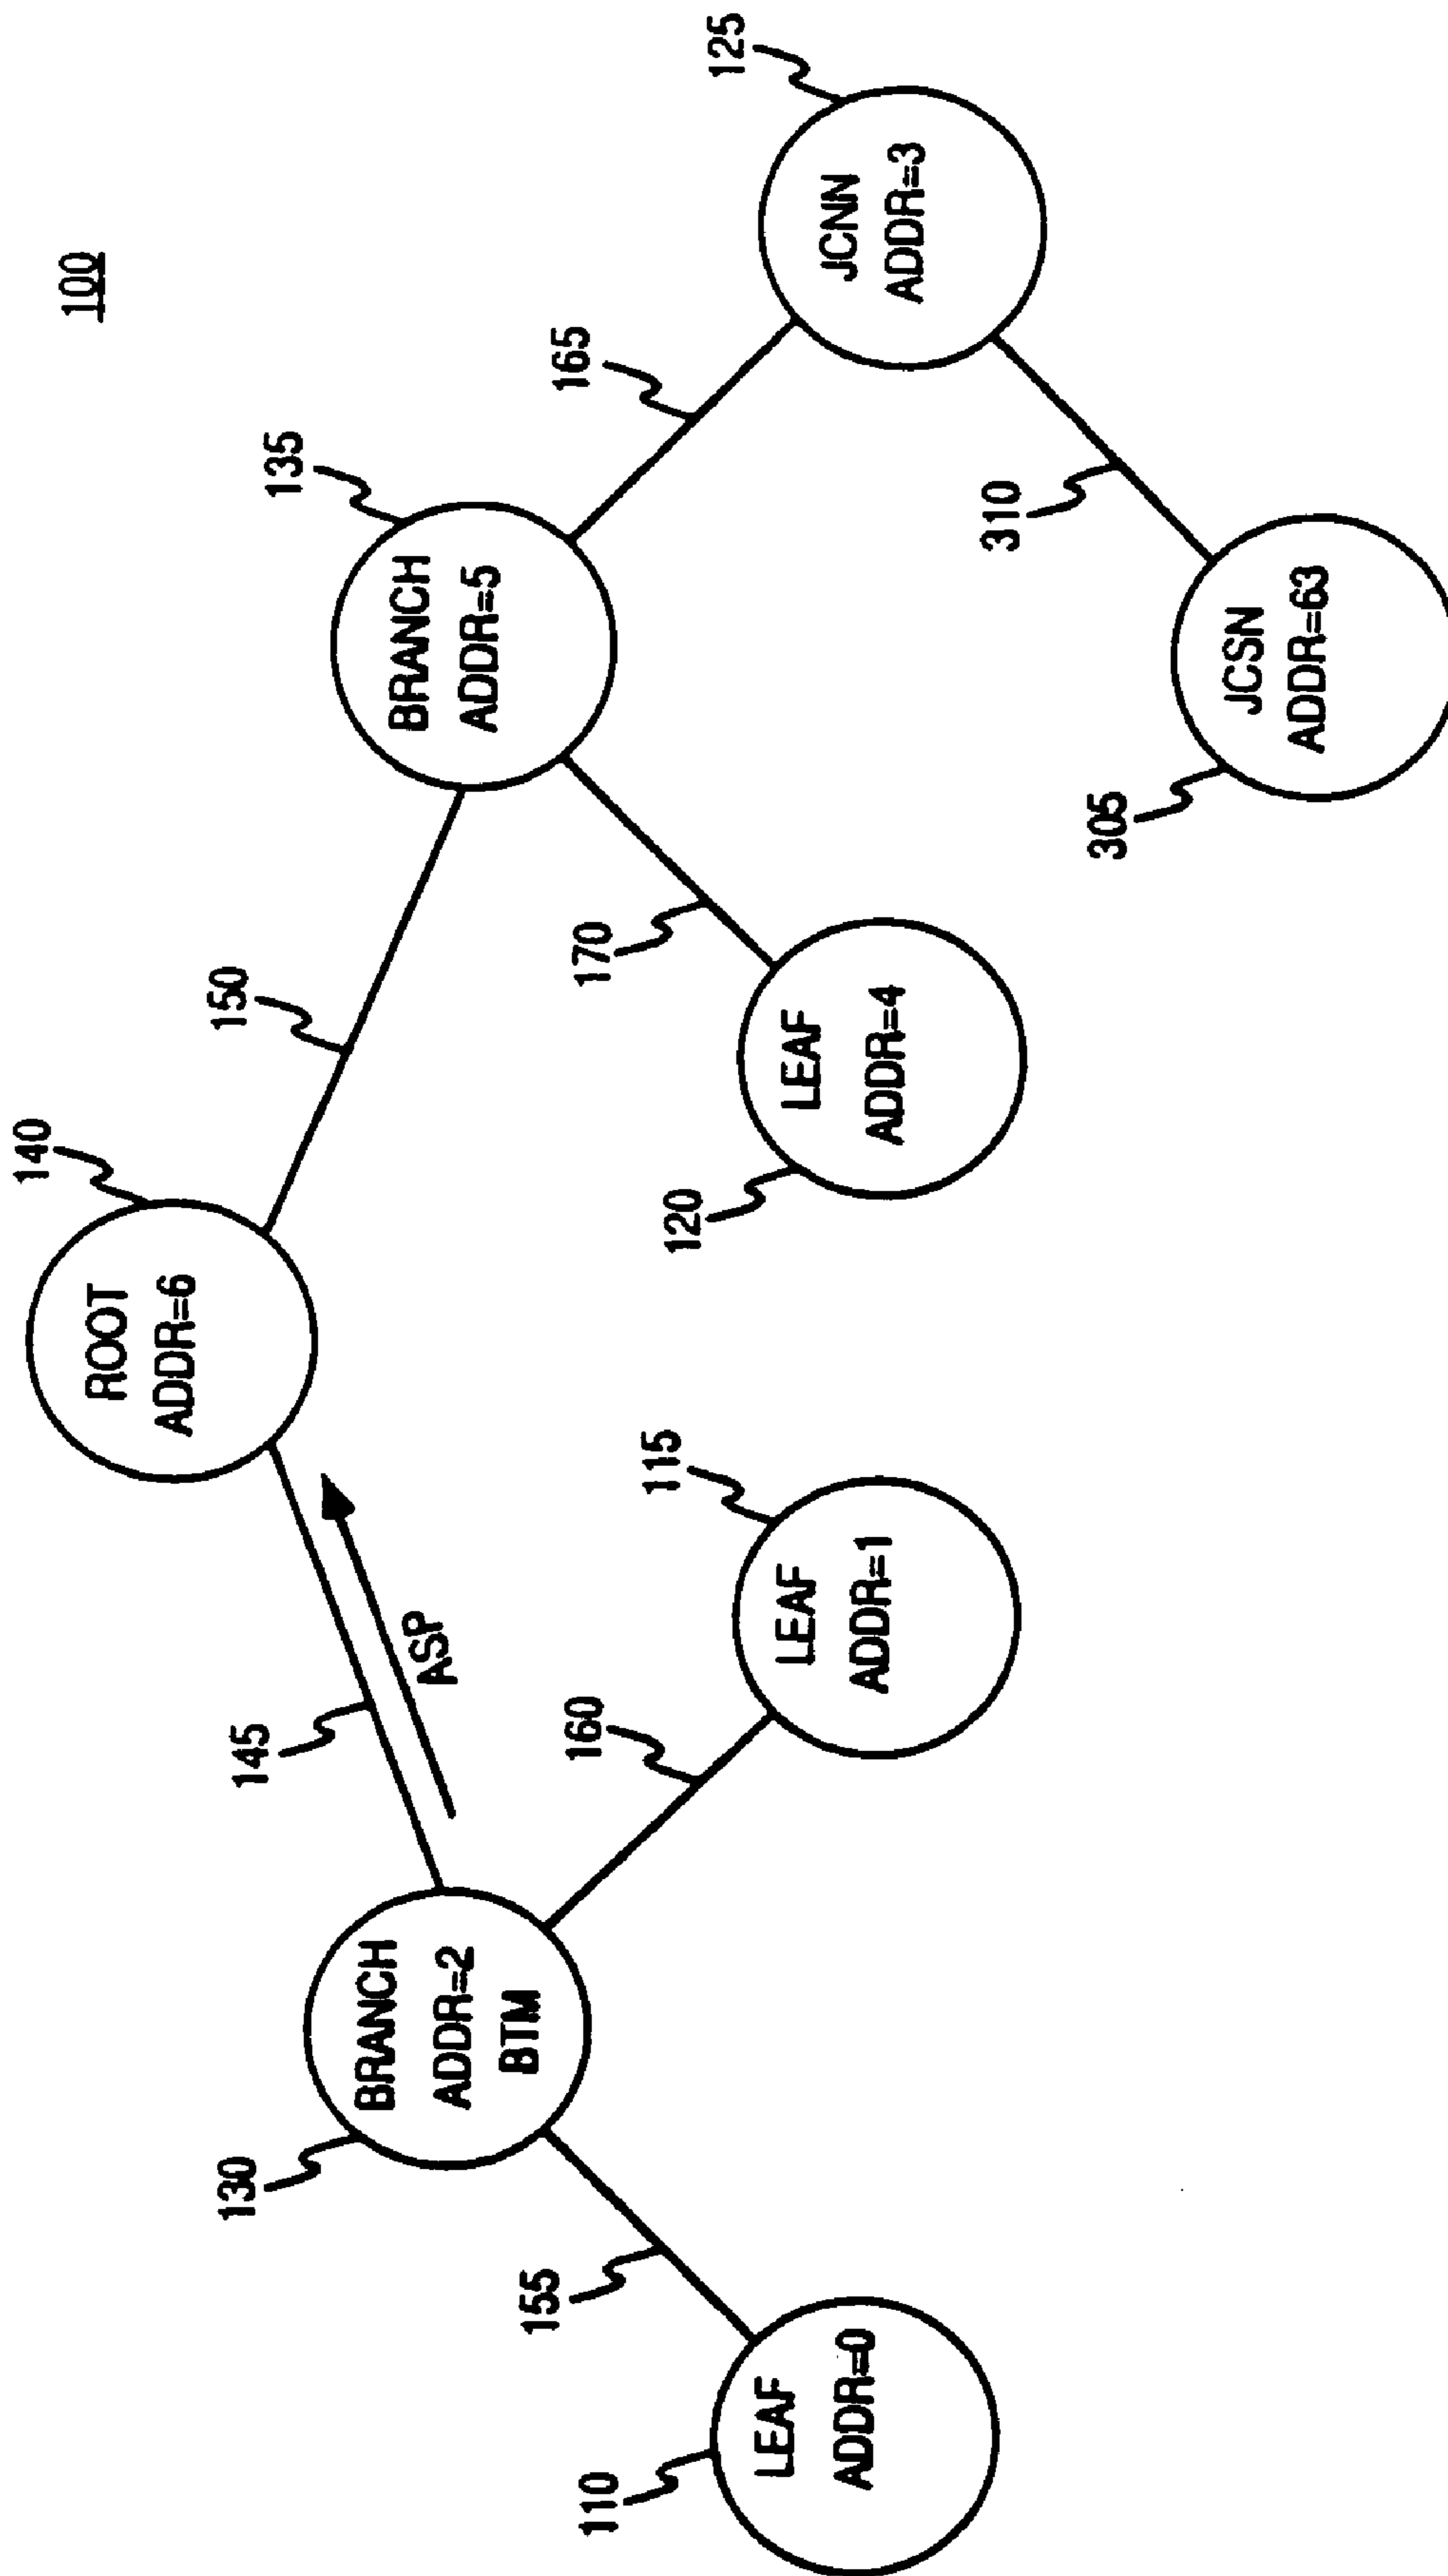 100
140
ROOT
ADDR=6
145
ASP
150
130
BRANCH
ADDR=2
BTM
135
BRANCH
ADDR=5
155
160
170
165
110
LEAF
ADDR=0
115
LEAF
ADDR=1
120
LEAF
ADDR=4
125
JCNN
ADDR=3
310
305
JCSN
ADDR=63